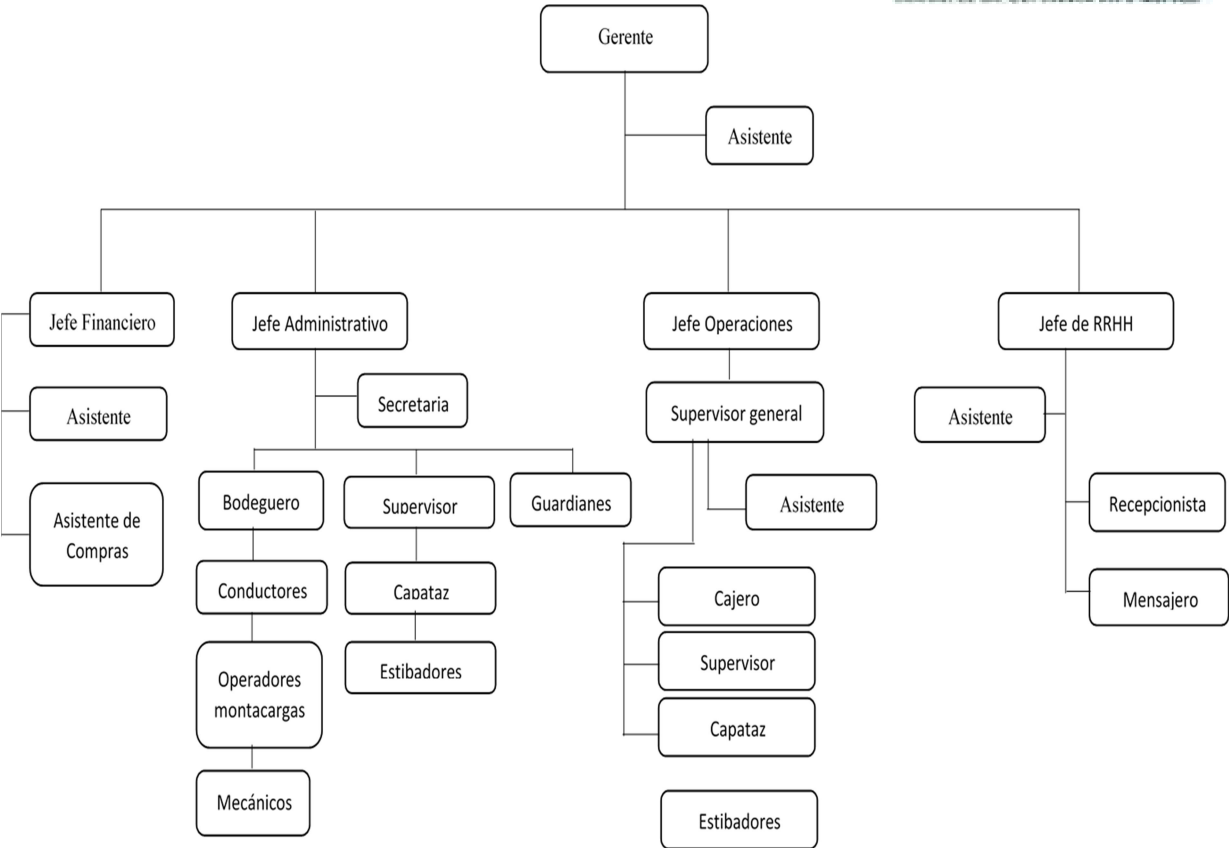 Gerente
Asistente
Jefe Financiero
Jefe Administrativo
Jefe Operaciones
Jefe de RRHH
Asistente
Secretaria
Supervisor general
Asistente
Asistente de
Compras
Bodeguero
Supervisor
Guardianes
Asistente
Recepcionista
Conductores
Capataz
Cajero
Mensajero
Operadores
montacargas
Estibadores
Supervisor
Capataz
Mecánicos
Estibadores